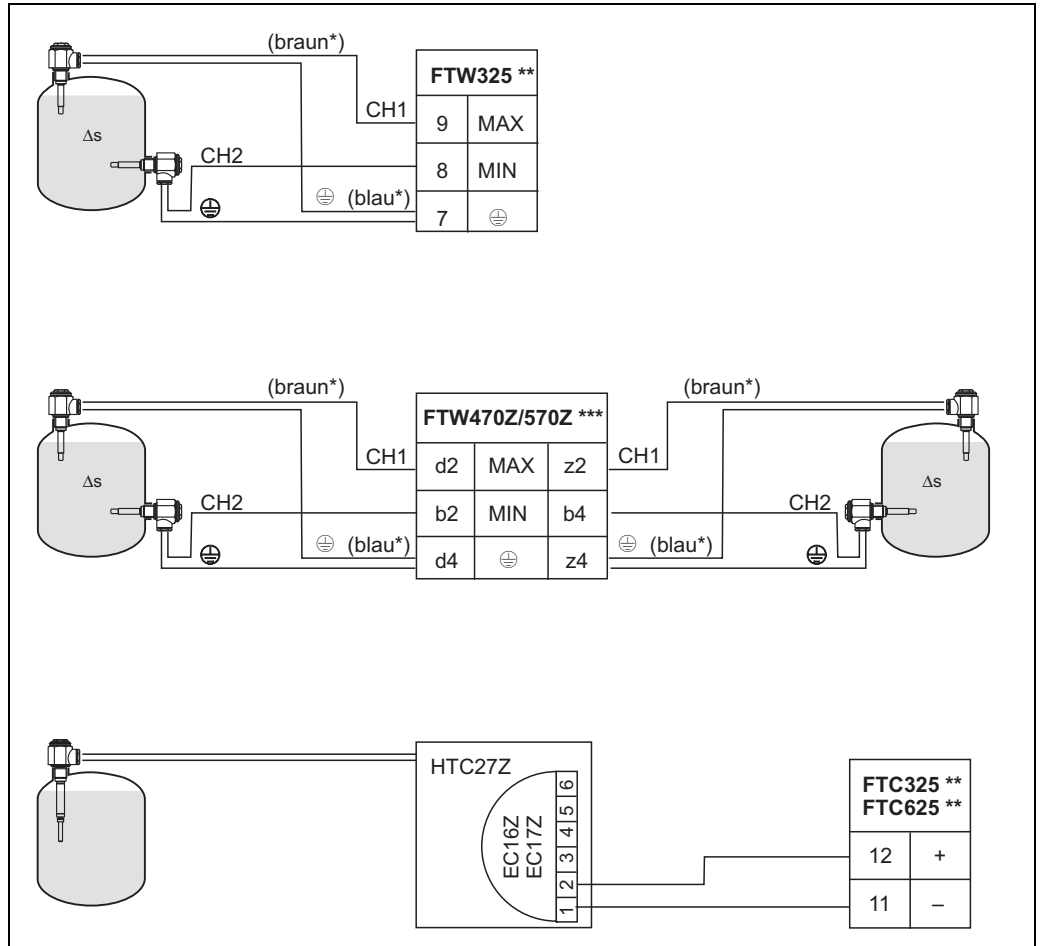 (braun*)
FTW325 **
CH1
9 MAX
Δs
CH2
8 MIN
(blau*)
7
(braun*)
(braun*)
FTW470Z/570Z ***
CH1
d2 MAX z2
CH1
Δs
Δs
CH2
b2 MIN b4
CH2
(blau*)
(blau*)
d4 z4
HTC27Z
EC16Z
EC17Z
6
5
4
3
2
1
FTC325 **
FTC625 **
12 +
11 –